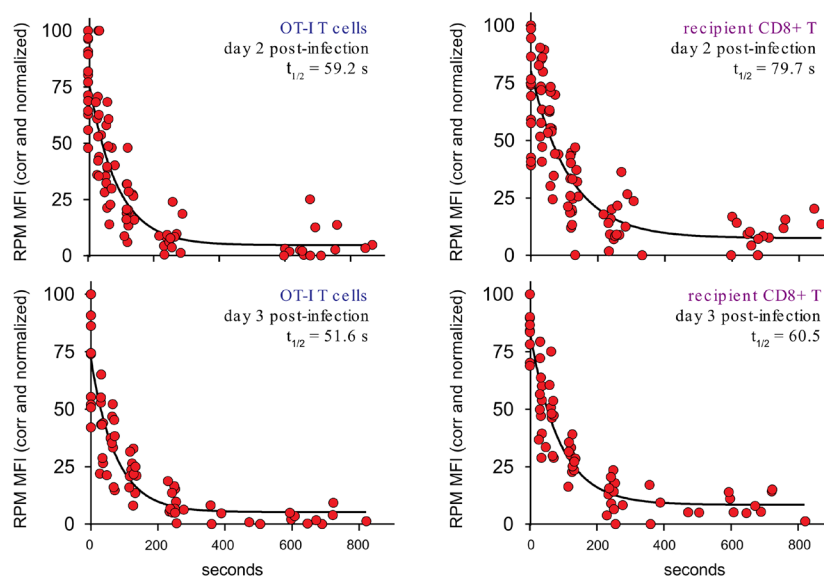 OT-I T cells
day 2 post-infection
t1/2 = 59.2 s
RPM MFI (corr and normalized)
100
75
50
25
0
recipient CD8+ T
day 2 post-infection
t1/2 = 79.7 s
RPM MFI (corr and normalized)
100
75
50
25
0
OT-I T cells
day 3 post-infection
t1/2 = 51.6 s
RPM MFI (corr and normalized)
100
75
50
25
0
0 200 400 600 800
seconds
recipient CD8+ T
day 3 post-infection
t1/2 = 60.5
RPM MFI (corr and normalized)
100
75
50
25
0
0 200 400 600 800
seconds